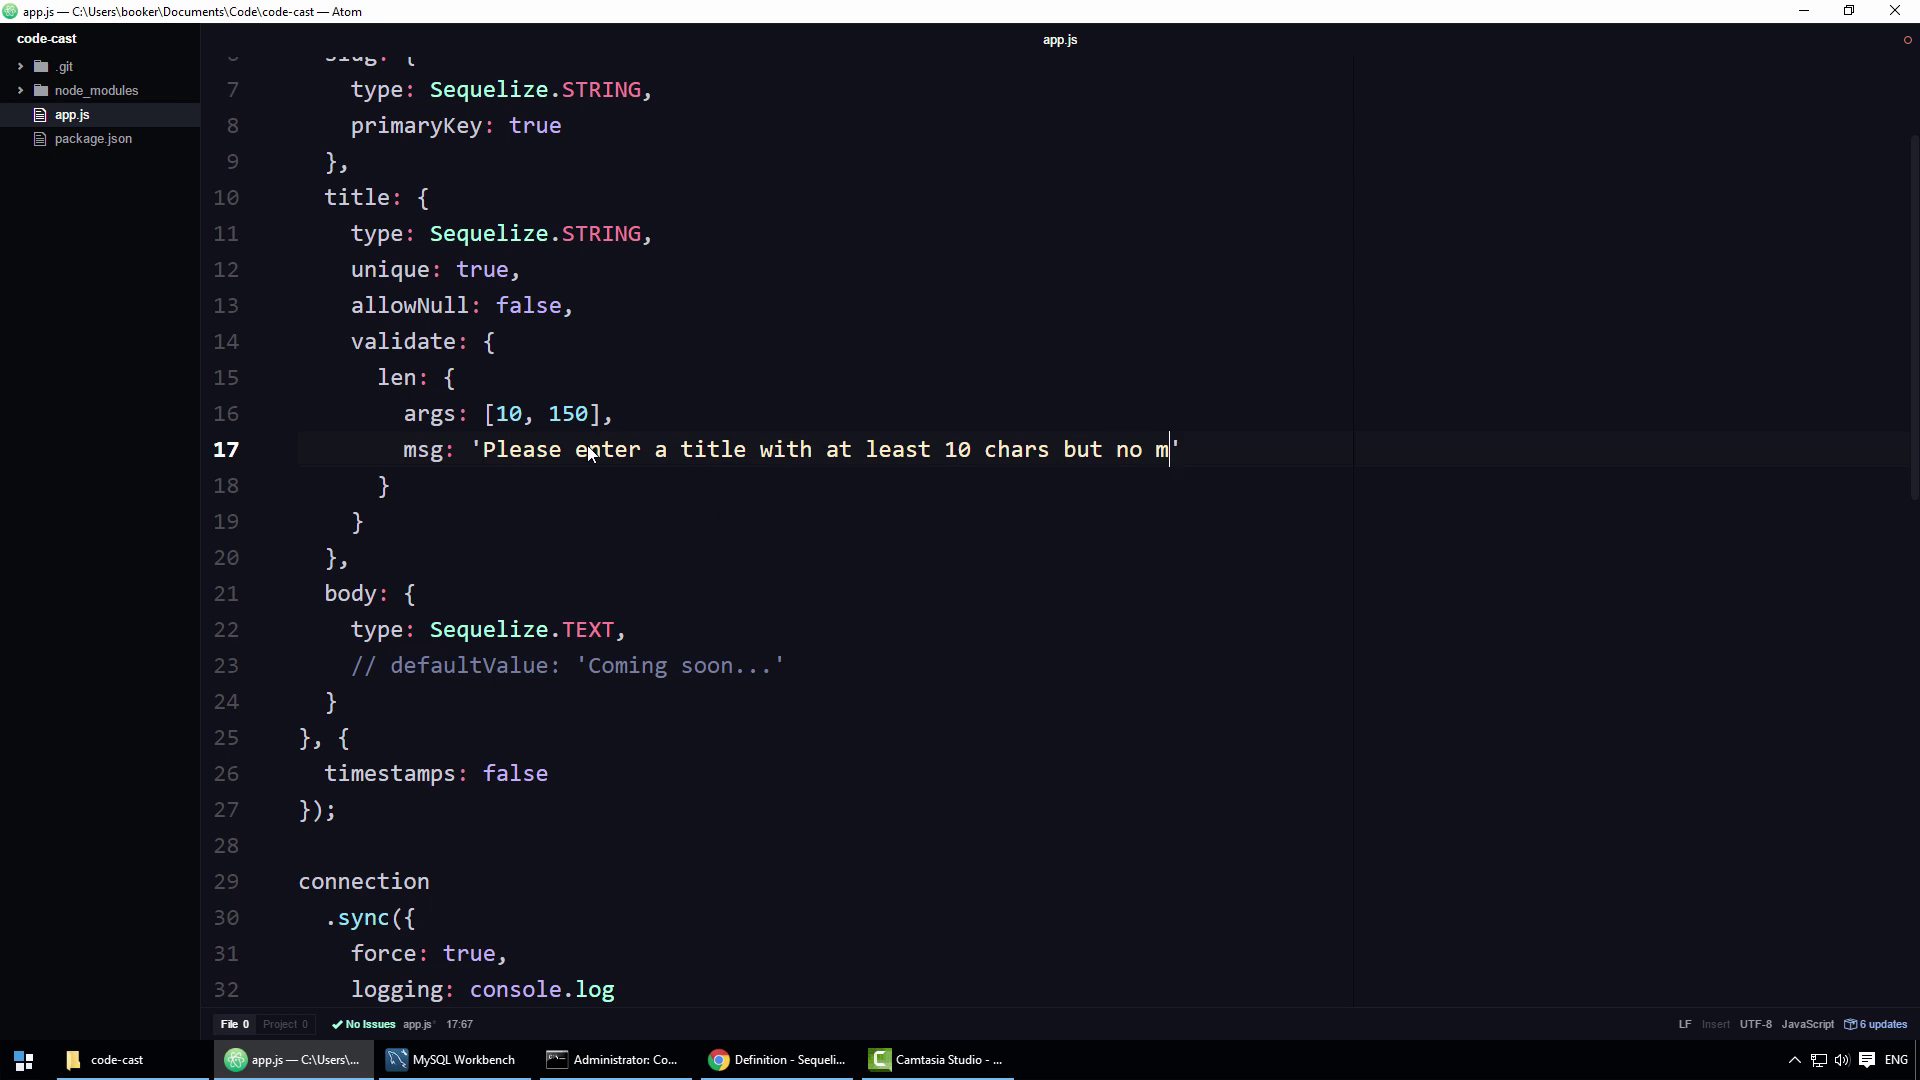 app.js — C:\Users\booker\Documents\Code\code-cast — Atom
code-cast
.git
node_modules
app.js
package.json
app.js
6 slug: {
7 type: Sequelize.STRING,
8 primaryKey: true
9 },
10 title: {
11 type: Sequelize.STRING,
12 unique: true,
13 allowNull: false,
14 validate: {
15 len: {
16 args: [10, 150],
17 msg: 'Please enter a title with at least 10 chars but no m'
18 }
19 }
20 },
21 body: {
22 type: Sequelize.TEXT,
23 // defaultValue: 'Coming soon...'
24 }
25 }, {
26 timestamps: false
27 });
28
29 connection
30 .sync({
31 force: true,
32 logging: console.log
File 0 Project 0 No Issues app.js* 17:67 LF Insert UTF-8 JavaScript 6 updates
code-cast app.js — C:\Users\... MySQL Workbench Administrator: Co... Definition - Sequeli... Camtasia Studio - ... ENG